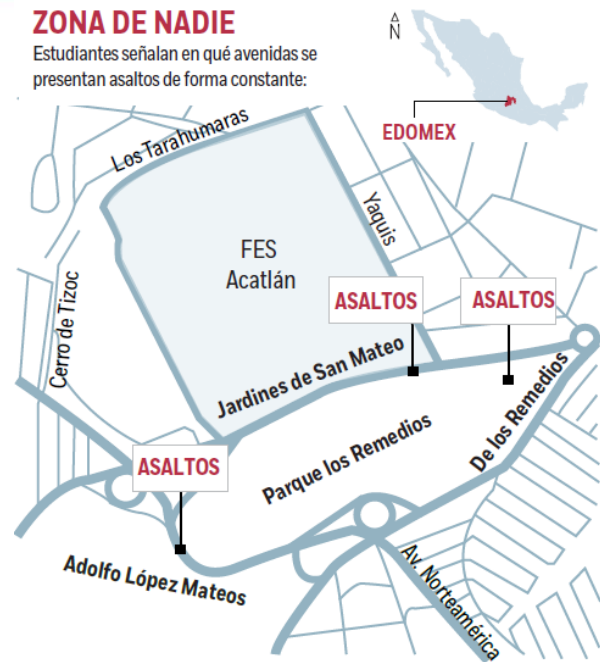 ZONA DE NADIE
Estudiantes señalan en qué avenidas se
presentan asaltos de forma constante:
N
EDOMEX
Los Tarahumaras
Yaquis
FES
Acatlán
Cerro de Tizoc
ASALTOS
ASALTOS
Jardines de San Mateo
De los Remedios
Parque los Remedios
ASALTOS
Adolfo López Mateos
Av. Norteamérica